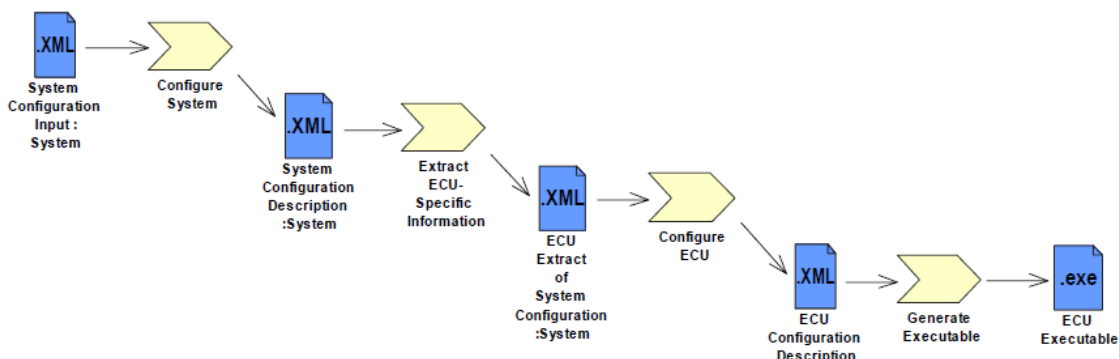 .XML
System
Configuration
Input :
System
Configure
System
.XML
System
Configuration
Description
:System
Extract
ECU-
Specific
Information
.XML
ECU
Extract
of
System
Configuration
:System
Configure
ECU
.XML
ECU
Configuration
Description
Generate
Executable
.exe
ECU
Executable